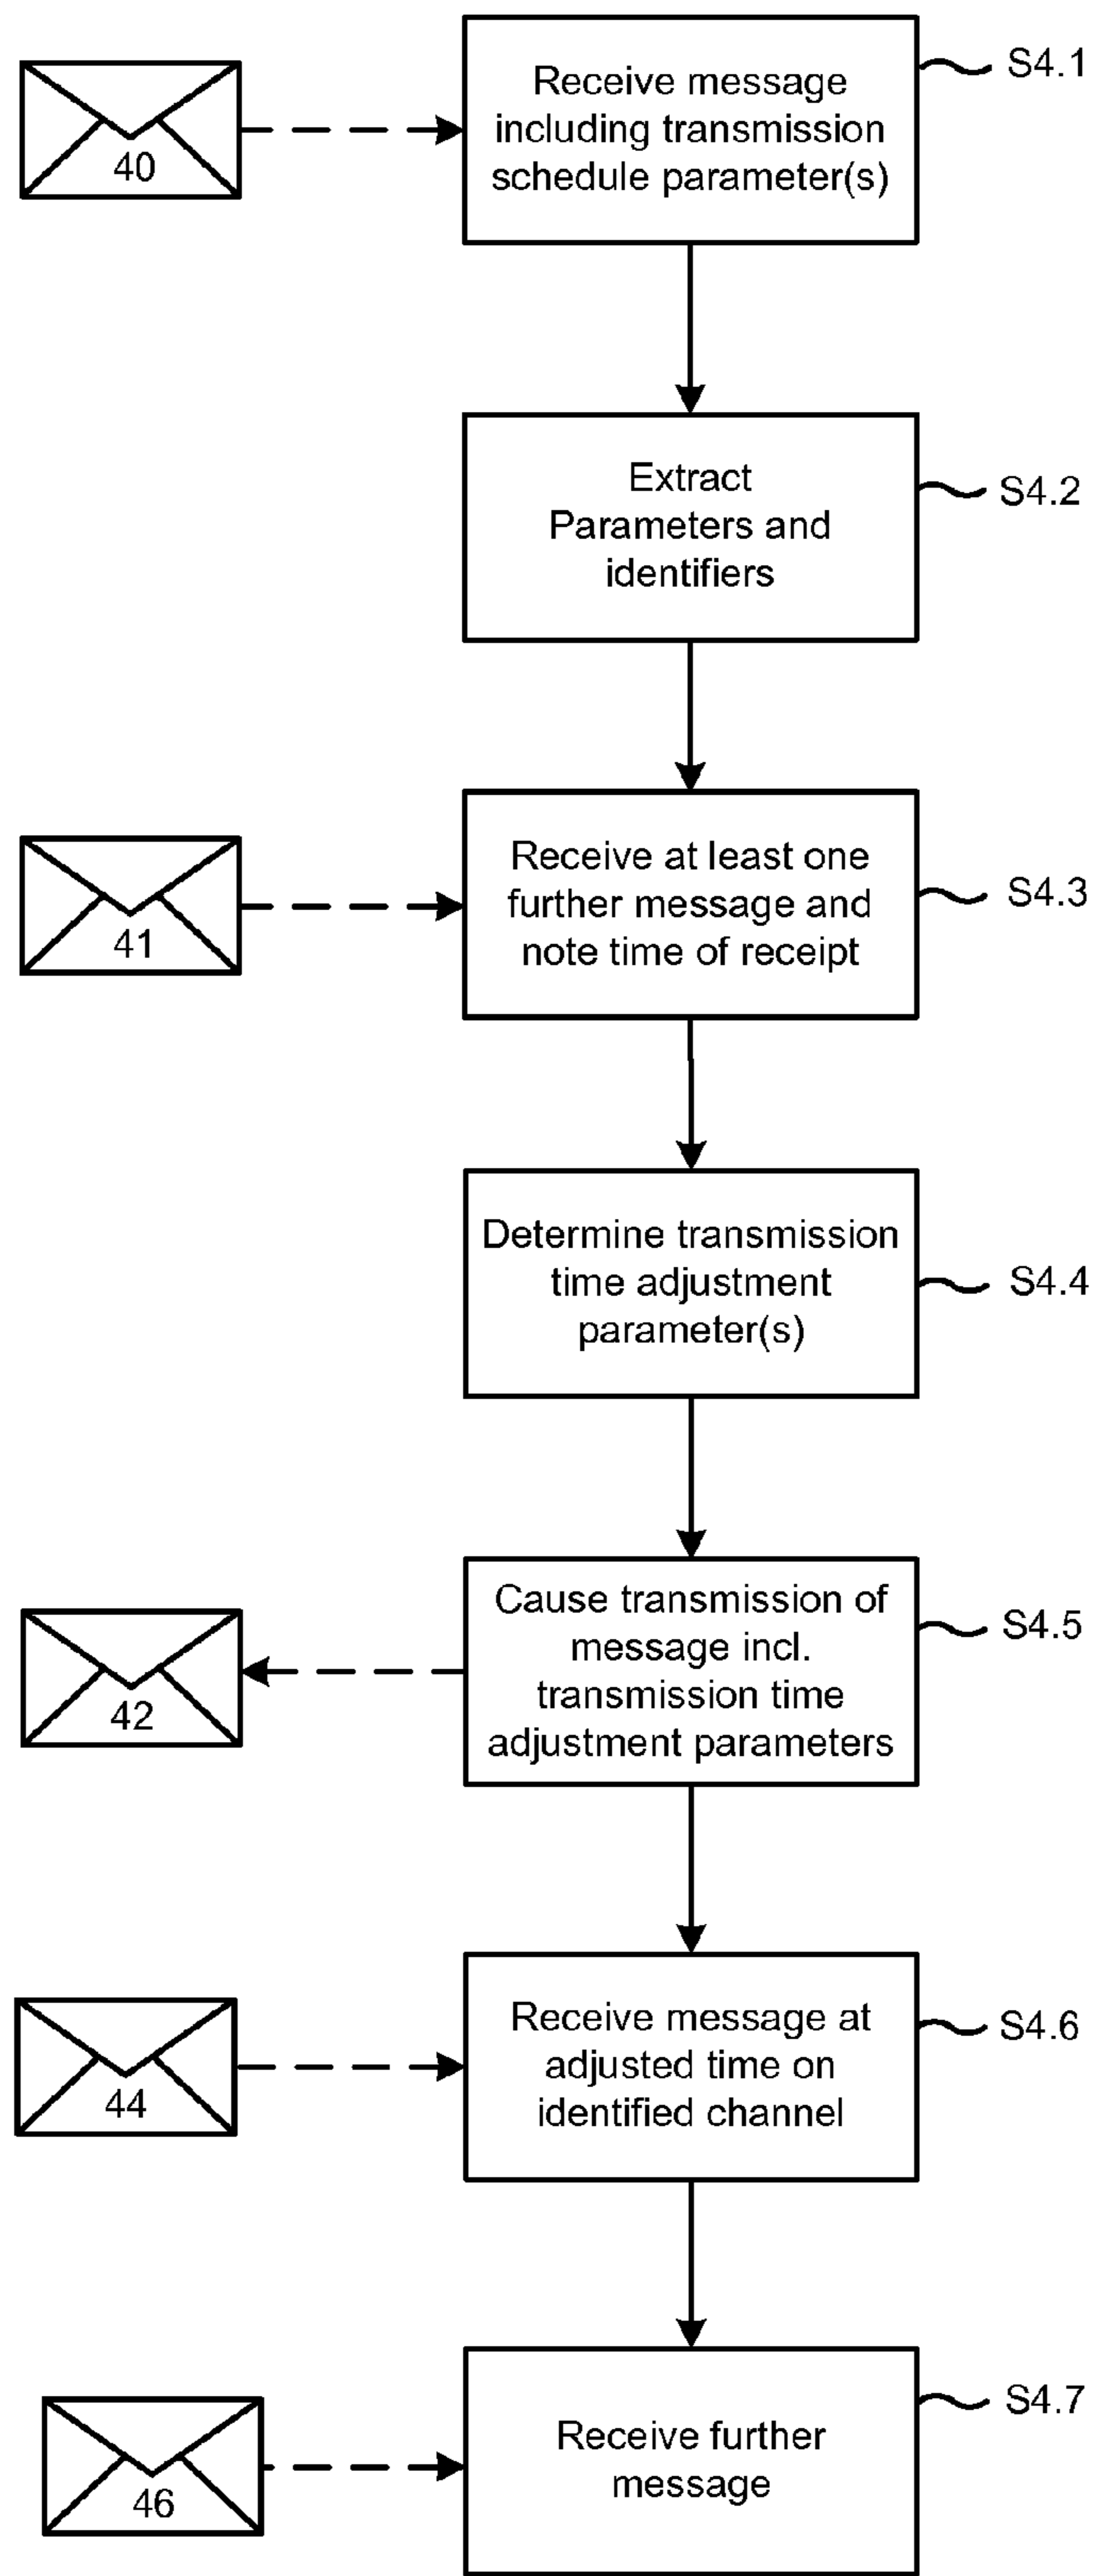 Receive message
including transmission
schedule parameter(s)
S4.1
40
Extract
Parameters and
identifiers
S4.2
Receive at least one
further message and
note time of receipt
S4.3
41
Determine transmission
time adjustment
parameter(s)
S4.4
Cause transmission of
message incl.
transmission time
adjustment parameters
S4.5
42
Receive message at
adjusted time on
identified channel
S4.6
44
Receive further
message
S4.7
46